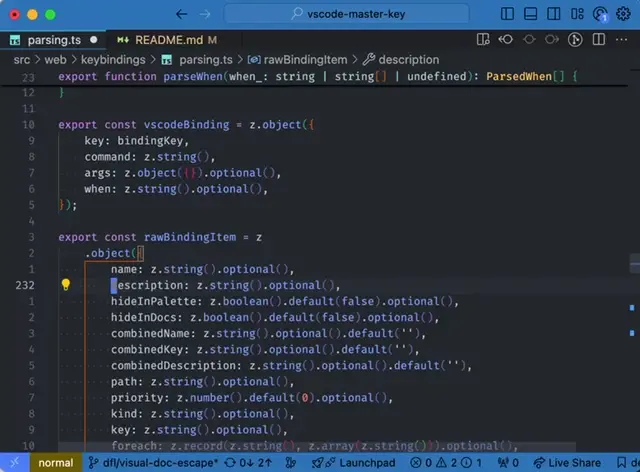 vscode-master-key
parsing.ts
README.md M
src > web > keybindings > parsing.ts > rawBindingItem > description
23 export function parseWhen(when_: string | string[] | undefined): ParsedWhen[] {
12 }
11
10 export const vscodeBinding = z.object({
9 key: bindingKey,
8 command: z.string(),
7 args: z.object({}).optional(),
6 when: z.string().optional(),
5 });
4
3 export const rawBindingItem = z
2 .object({
1 name: z.string().optional(),
232 description: z.string().optional(),
1 hideInPalette: z.boolean().default(false).optional(),
2 hideInDocs: z.boolean().default(false).optional(),
3 combinedName: z.string().optional().default(''),
4 combinedKey: z.string().optional().default(''),
5 combinedDescription: z.string().optional().default(''),
6 path: z.string().optional(),
7 priority: z.number().default(0).optional(),
8 kind: z.string().optional(),
9 key: z.string().optional(),
10 foreach: z.record(z.string(), z.array(z.string())).optional(),
normal dfl/visual-doc-escape* 0↓ 2↑ Launchpad 0 2 1 Share Live Share